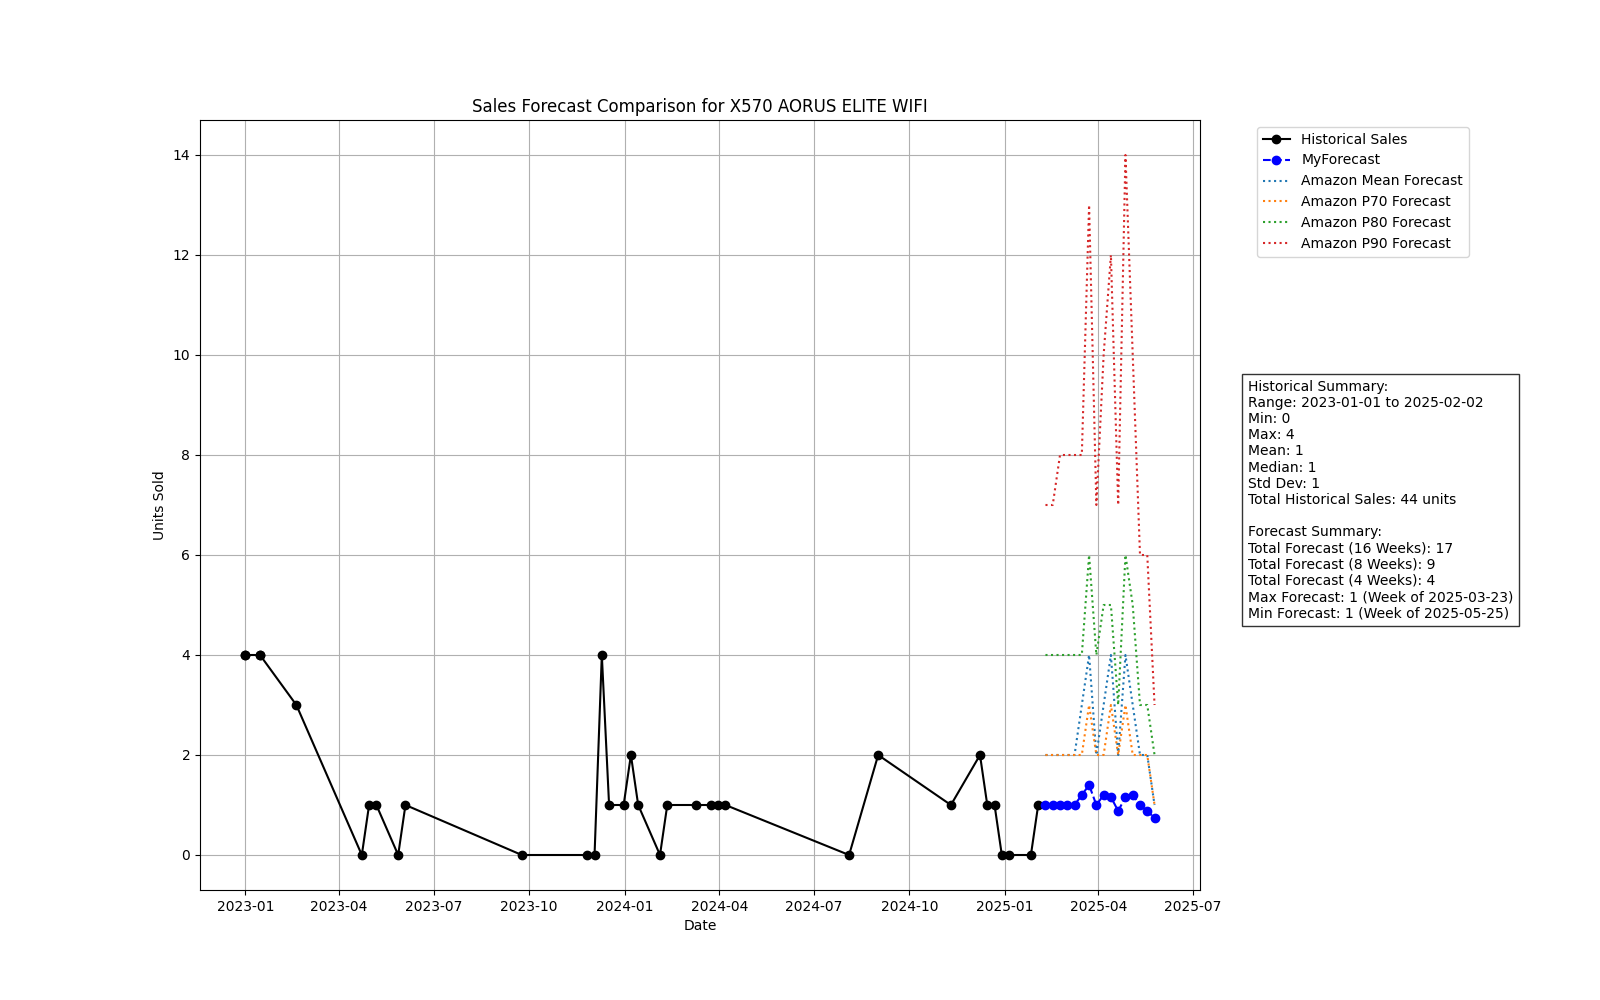 Sales Forecast Comparison for X570 AORUS ELITE WIFI
Historical Sales
MyForecast
Amazon Mean Forecast
Amazon P70 Forecast
Amazon P80 Forecast
Amazon P90 Forecast
14
12
10
8
6
4
2
0
Units Sold
2023-01
2023-04
2023-07
2023-10
2024-01
2024-04
2024-07
2024-10
2025-01
2025-04
2025-07
Date
Historical Summary:
Range: 2023-01-01 to 2025-02-02
Min: 0
Max: 4
Mean: 1
Median: 1
Std Dev: 1
Total Historical Sales: 44 units
Forecast Summary:
Total Forecast (16 Weeks): 17
Total Forecast (8 Weeks): 9
Total Forecast (4 Weeks): 4
Max Forecast: 1 (Week of 2025-03-23)
Min Forecast: 1 (Week of 2025-05-25)